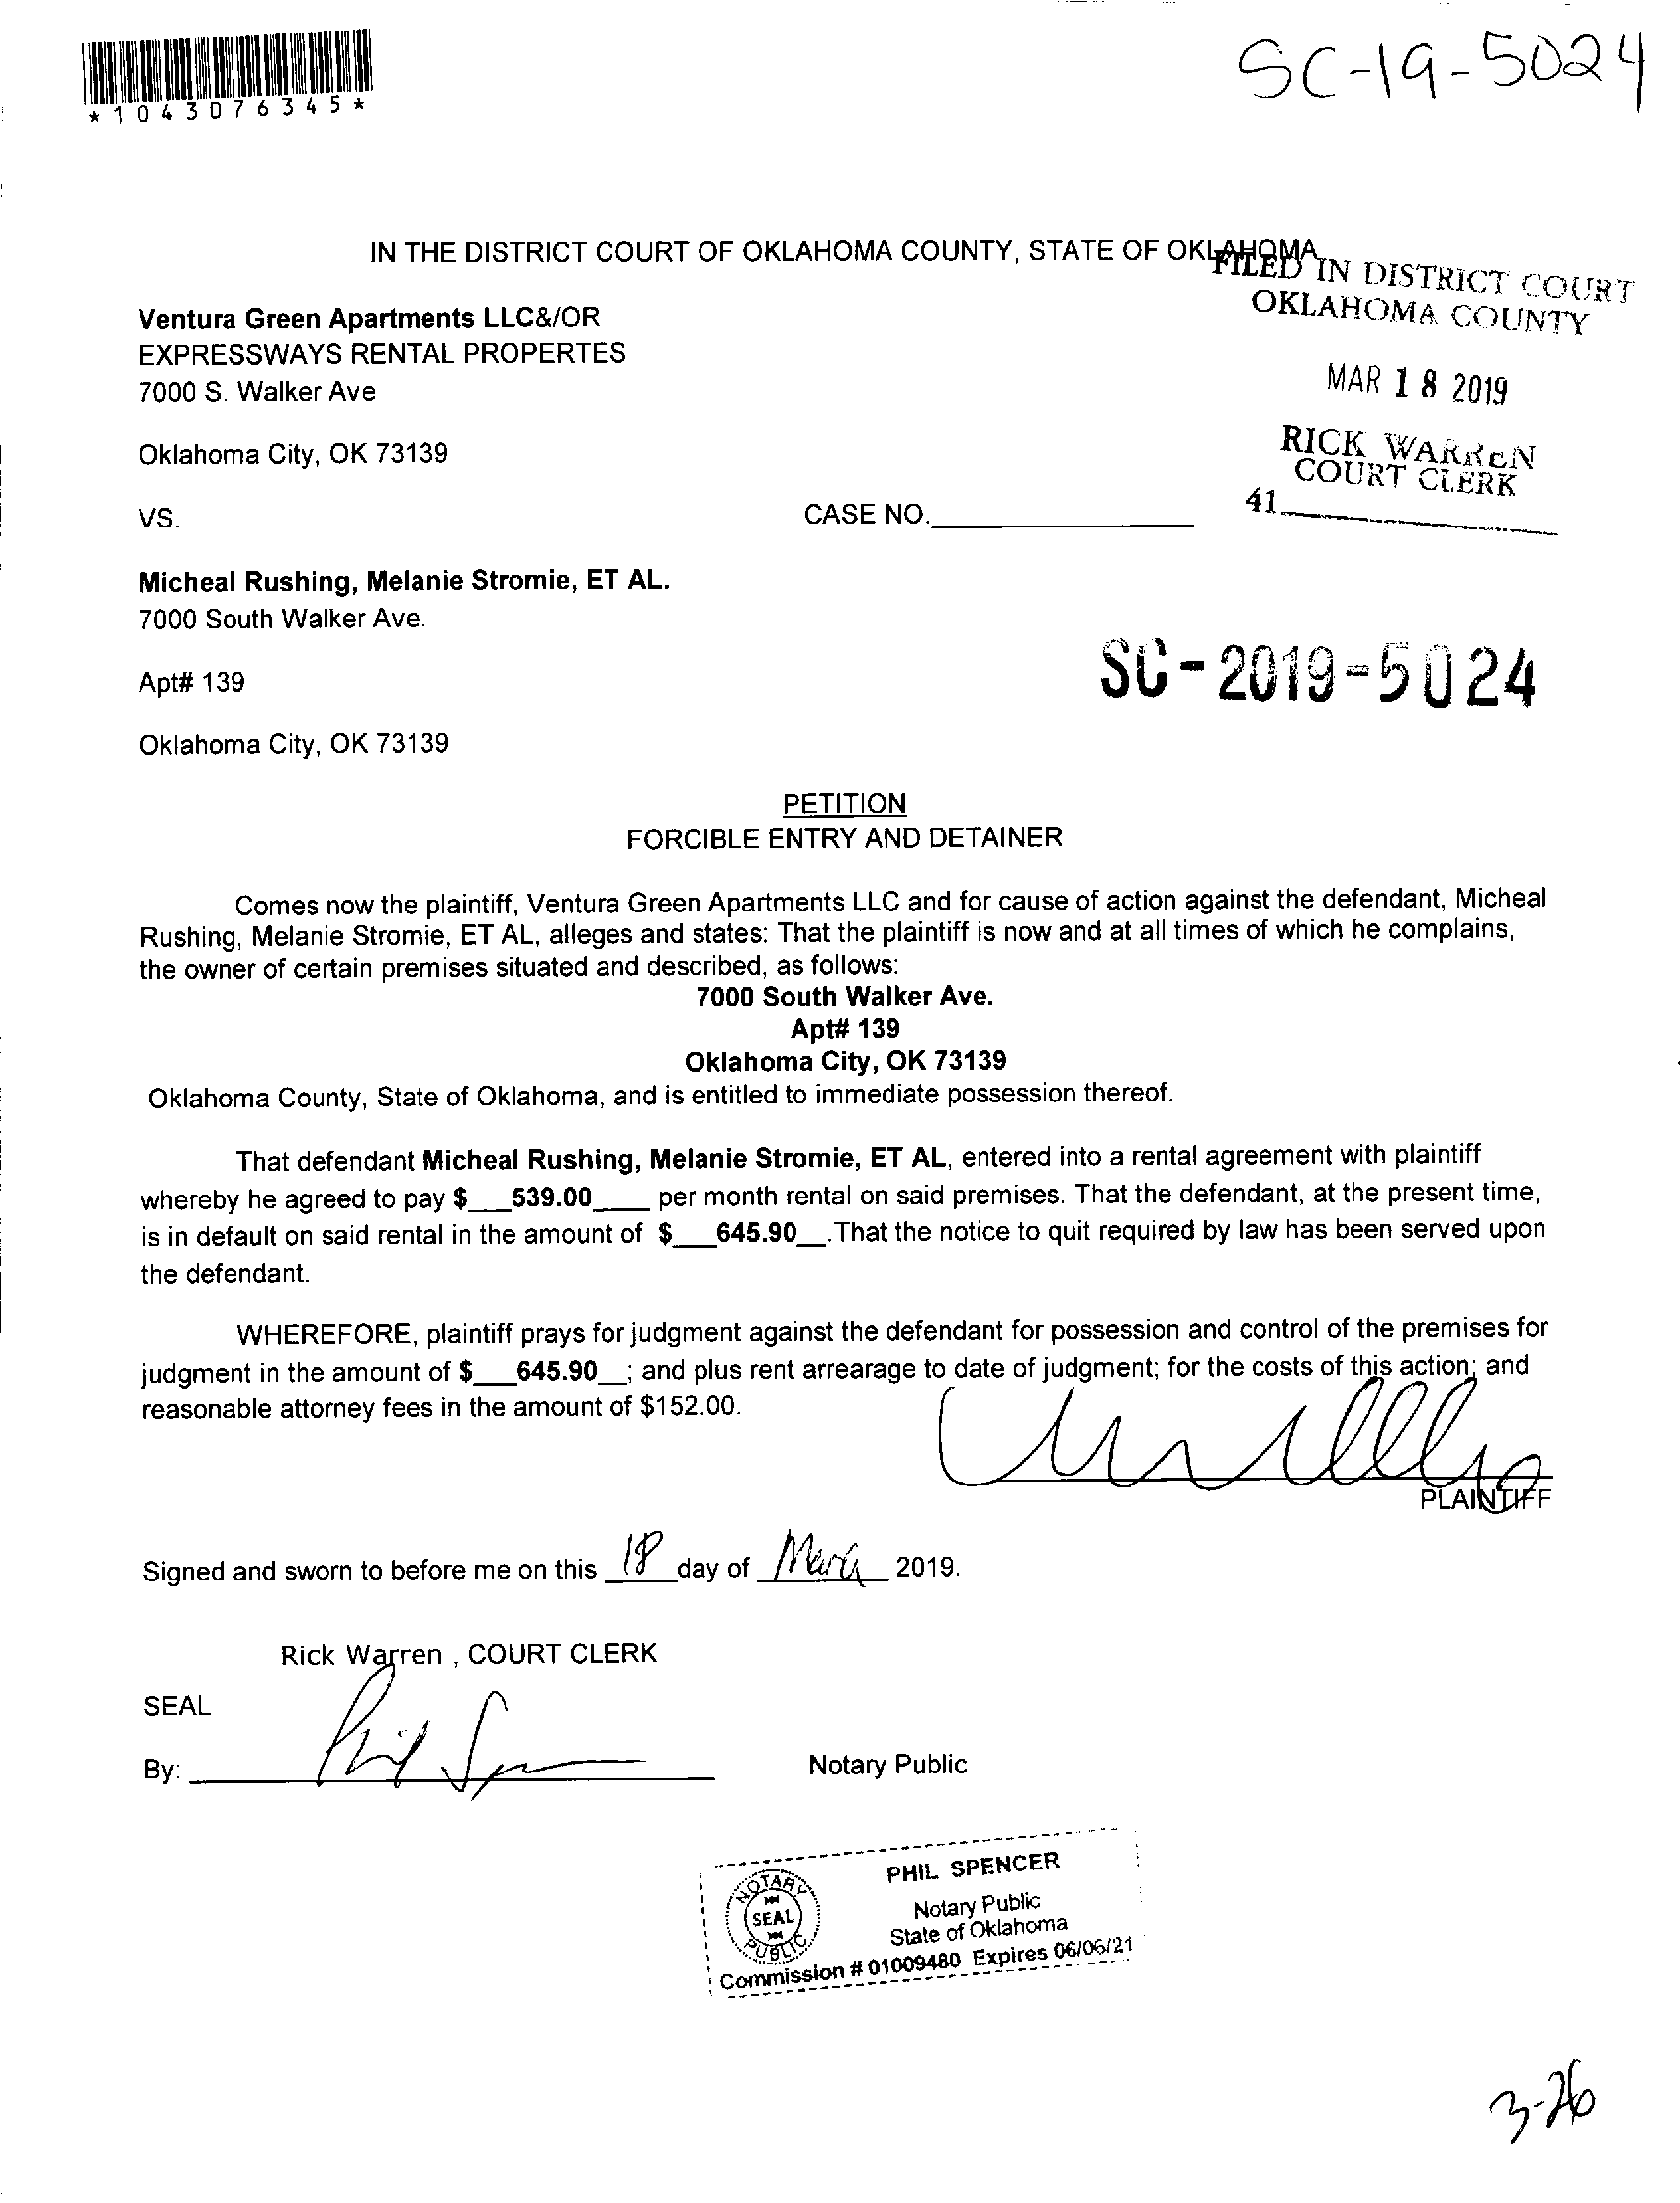 *1043076345*
SC-19-5024
IN THE DISTRICT COURT OF OKLAHOMA COUNTY, STATE OF OKLAHOMA
FILED IN DISTRICT COURT
OKLAHOMA COUNTY
Ventura Green Apartments LLC&/OR
EXPRESSWAYS RENTAL PROPERTES
7000 S. Walker Ave
MAR 18 2019
Oklahoma City, OK 73139
RICK WARREN
COURT CLERK
41
VS.
CASE NO.
Micheal Rushing, Melanie Stromie, ET AL.
7000 South Walker Ave.
SC-2019-5024
Apt# 139
Oklahoma City, OK 73139
PETITION
FORCIBLE ENTRY AND DETAINER
Comes now the plaintiff, Ventura Green Apartments LLC and for cause of action against the defendant, Micheal
Rushing, Melanie Stromie, ET AL, alleges and states: That the plaintiff is now and at all times of which he complains,
the owner of certain premises situated and described, as follows:
7000 South Walker Ave.
Apt# 139
Oklahoma City, OK 73139
Oklahoma County, State of Oklahoma, and is entitled to immediate possession thereof.
That defendant Micheal Rushing, Melanie Stromie, ET AL, entered into a rental agreement with plaintiff
whereby he agreed to pay $___539.00____ per month rental on said premises. That the defendant, at the present time,
is in default on said rental in the amount of $___645.90__.That the notice to quit required by law has been served upon
the defendant.
WHEREFORE, plaintiff prays for judgment against the defendant for possession and control of the premises for
judgment in the amount of $___645.90__; and plus rent arrearage to date of judgment; for the costs of this action; and
reasonable attorney fees in the amount of $152.00.
PLAINTIFF
Signed and sworn to before me on this 18 day of March 2019.
Rick Warren , COURT CLERK
SEAL
By:
Notary Public
PHIL SPENCER
Notary Public
State of Oklahoma
Commission # 01009480 Expires 06/06/21
NOTARY
SEAL
PUBLIC
3-26